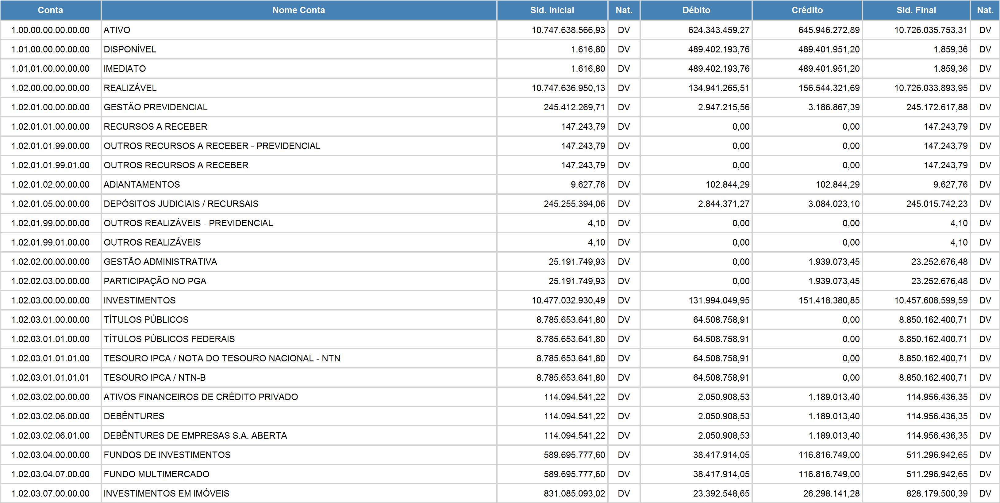 Conta Nome Conta Sld. Inicial Nat. Débito Crédito Sld. Final Nat.
1.00.00.00.00.00.00 ATIVO 10.747.638.566,93 DV 624.343.459,27 645.946.272,89 10.726.035.753,31 DV
1.01.00.00.00.00.00 DISPONÍVEL 1.616,80 DV 489.402.193,76 489.401.951,20 1.859,36 DV
1.01.01.00.00.00.00 IMEDIATO 1.616,80 DV 489.402.193,76 489.401.951,20 1.859,36 DV
1.02.00.00.00.00.00 REALIZÁVEL 10.747.636.950,13 DV 134.941.265,51 156.544.321,69 10.726.033.893,95 DV
1.02.01.00.00.00.00 GESTÃO PREVIDENCIAL 245.412.269,71 DV 2.947.215,56 3.186.867,39 245.172.617,88 DV
1.02.01.01.00.00.00 RECURSOS A RECEBER 147.243,79 DV 0,00 0,00 147.243,79 DV
1.02.01.01.99.00.00 OUTROS RECURSOS A RECEBER - PREVIDENCIAL 147.243,79 DV 0,00 0,00 147.243,79 DV
1.02.01.01.99.01.00 OUTROS RECURSOS A RECEBER 147.243,79 DV 0,00 0,00 147.243,79 DV
1.02.01.02.00.00.00 ADIANTAMENTOS 9.627,76 DV 102.844,29 102.844,29 9.627,76 DV
1.02.01.05.00.00.00 DEPÓSITOS JUDICIAIS / RECURSAIS 245.255.394,06 DV 2.844.371,27 3.084.023,10 245.015.742,23 DV
1.02.01.99.00.00.00 OUTROS REALIZÁVEIS - PREVIDENCIAL 4,10 DV 0,00 0,00 4,10 DV
1.02.01.99.01.00.00 OUTROS REALIZÁVEIS 4,10 DV 0,00 0,00 4,10 DV
1.02.02.00.00.00.00 GESTÃO ADMINISTRATIVA 25.191.749,93 DV 0,00 1.939.073,45 23.252.676,48 DV
1.02.02.03.00.00.00 PARTICIPAÇÃO NO PGA 25.191.749,93 DV 0,00 1.939.073,45 23.252.676,48 DV
1.02.03.00.00.00.00 INVESTIMENTOS 10.477.032.930,49 DV 131.994.049,95 151.418.380,85 10.457.608.599,59 DV
1.02.03.01.00.00.00 TÍTULOS PÚBLICOS 8.785.653.641,80 DV 64.508.758,91 0,00 8.850.162.400,71 DV
1.02.03.01.01.00.00 TÍTULOS PÚBLICOS FEDERAIS 8.785.653.641,80 DV 64.508.758,91 0,00 8.850.162.400,71 DV
1.02.03.01.01.01.00 TESOURO IPCA / NOTA DO TESOURO NACIONAL - NTN 8.785.653.641,80 DV 64.508.758,91 0,00 8.850.162.400,71 DV
1.02.03.01.01.01.01 TESOURO IPCA / NTN-B 8.785.653.641,80 DV 64.508.758,91 0,00 8.850.162.400,71 DV
1.02.03.02.00.00.00 ATIVOS FINANCEIROS DE CRÉDITO PRIVADO 114.094.541,22 DV 2.050.908,53 1.189.013,40 114.956.436,35 DV
1.02.03.02.06.00.00 DEBÊNTURES 114.094.541,22 DV 2.050.908,53 1.189.013,40 114.956.436,35 DV
1.02.03.02.06.01.00 DEBÊNTURES DE EMPRESAS S.A. ABERTA 114.094.541,22 DV 2.050.908,53 1.189.013,40 114.956.436,35 DV
1.02.03.04.00.00.00 FUNDOS DE INVESTIMENTOS 589.695.777,60 DV 38.417.914,05 116.816.749,00 511.296.942,65 DV
1.02.03.04.07.00.00 FUNDO MULTIMERCADO 589.695.777,60 DV 38.417.914,05 116.816.749,00 511.296.942,65 DV
1.02.03.07.00.00.00 INVESTIMENTOS EM IMÓVEIS 831.085.093,02 DV 23.392.548,65 26.298.141,28 828.179.500,39 DV